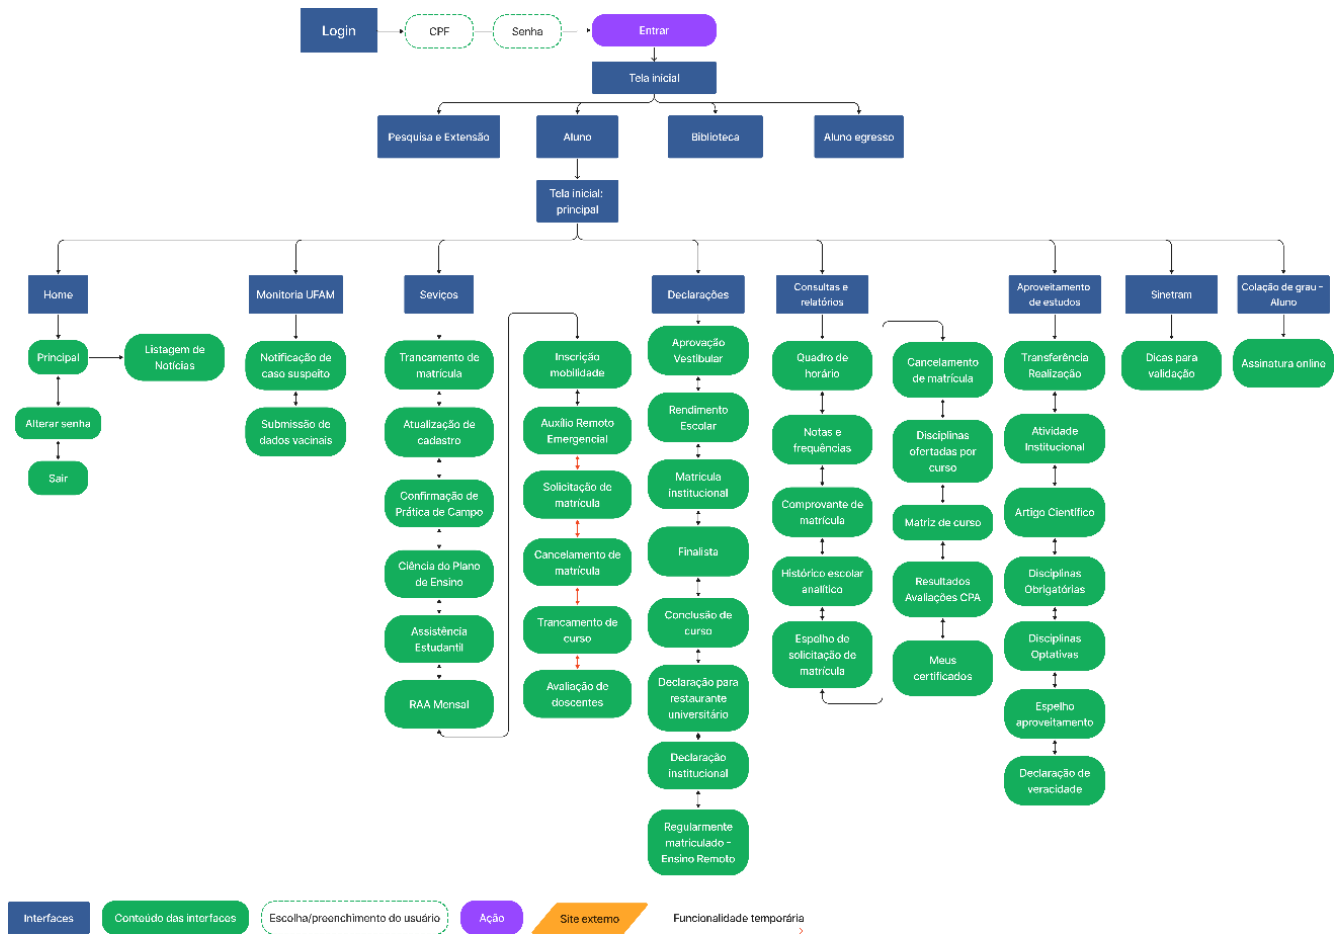 Login
CPF
Senha
Entrar
Tela inicial
Pesquisa e Extensão
Aluno
Biblioteca
Aluno egresso
Tela inicial:
principal
Home
Principal
Listagem de
Notícias
Alterar senha
Sair
Monitoria UFAM
Notificação de
caso suspeito
Submissão de
dados vacinais
Seviços
Trancamento de
matrícula
Atualização de
cadastro
Confirmação de
Prática de Campo
Ciência do Plano
de Ensino
Assistência
Estudantil
RAA Mensal
Inscrição
mobilidade
Auxílio Remoto
Emergencial
Solicitação de
matrícula
Cancelamento de
matrícula
Trancamento de
curso
Avaliação de
doscentes
Declarações
Aprovação
Vestibular
Rendimento
Escolar
Matrícula
institucional
Finalista
Conclusão de
curso
Declaração para
restaurante
universitário
Declaração
institucional
Regularmente
matriculado -
Ensino Remoto
Consultas e
relatórios
Quadro de
horário
Notas e
frequências
Comprovante de
matrícula
Histórico escolar
analítico
Espelho de
solicitação de
matrícula
Cancelamento
de matrícula
Disciplinas
ofertadas por
curso
Matriz de curso
Resultados
Avaliações CPA
Meus
certificados
Aproveitamento
de estudos
Transferência
Realização
Atividade
Institucional
Artigo Científico
Disciplinas
Obrigatórias
Disciplinas
Optativas
Espelho
aproveitamento
Declaração de
veracidade
Sinetram
Dicas para
validação
Colação de grau -
Aluno
Assinatura online
Interfaces
Conteúdo das interfaces
Escolha/preenchimento do usuário
Ação
Site externo
Funcionalidade temporária